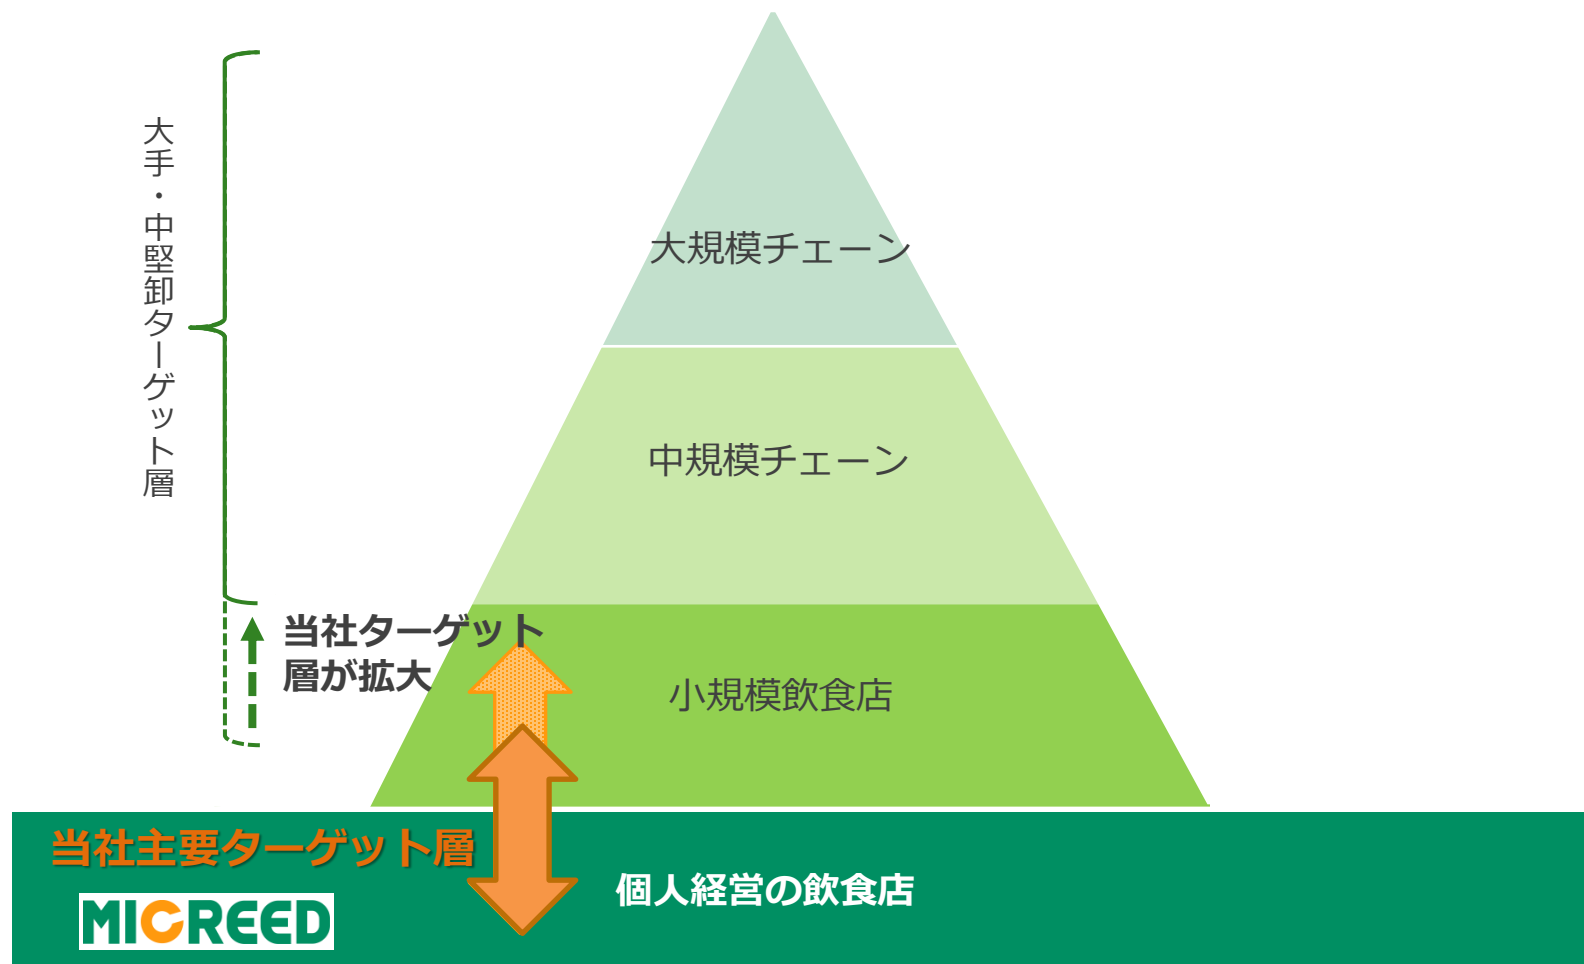 大手・中堅卸ターゲット層
大規模チェーン
中規模チェーン
当社ターゲット
層が拡大
小規模飲食店
当社主要ターゲット層
個人経営の飲食店
MICREED